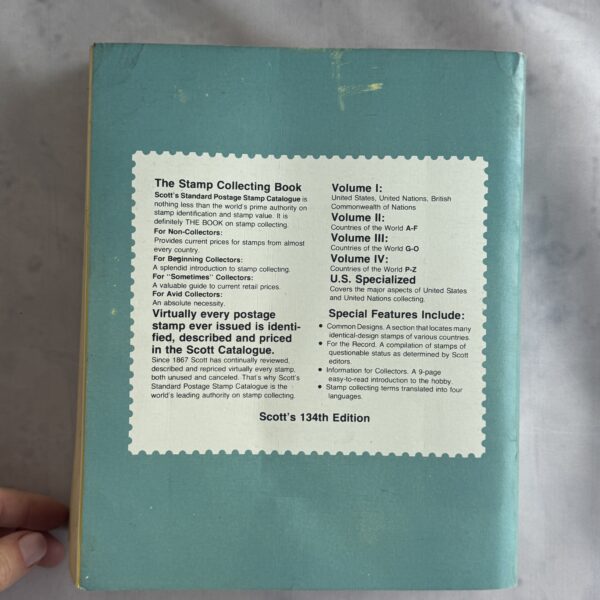 The Stamp Collecting Book
Scott's Standard Postage Stamp Catalogue is
nothing less than the world's prime authority on
stamp identification and stamp value. It is
definitely THE BOOK on stamp collecting.
For Non-Collectors:
Provides current prices for stamps from almost
every country.
For Beginning Collectors:
A splendid introduction to stamp collecting.
For "Sometimes" Collectors:
A valuable guide to current retail prices.
For Avid Collectors:
An absolute necessity.
Virtually every postage
stamp ever issued is identi-
fied, described and priced
in the Scott Catalogue.
Since 1867 Scott has continually reviewed,
described and repriced virtually every stamp,
both unused and canceled. That's why Scott's
Standard Postage Stamp Catalogue is the
world's leading authority on stamp collecting.
Volume I:
United States, United Nations, British
Commonwealth of Nations
Volume II:
Countries of the World A-F
Volume III:
Countries of the World G-O
Volume IV:
Countries of the World P-Z
U.S. Specialized
Covers the major aspects of United States
and United Nations collecting.
Special Features Include:
• Common Designs. A section that locates many
identical-design stamps of various countries.
• For the Record. A compilation of stamps of
questionable status as determined by Scott
editors.
• Information for Collectors. A 9-page
easy-to-read introduction to the hobby.
• Stamp collecting terms translated into four
languages.
Scott's 134th Edition